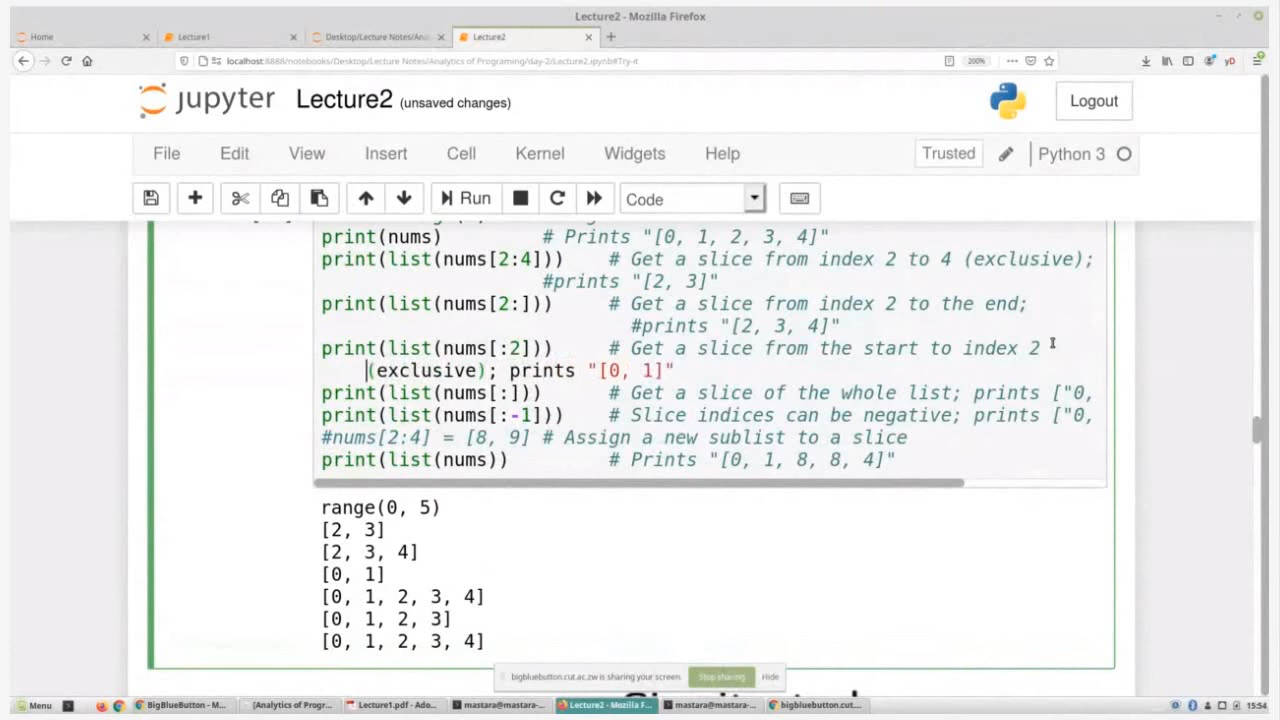 Lecture2 - Mozilla Firefox
Home × Lecture1 × Desktop/Lecture Notes/Ana × Lecture2 × +
localhost:8888/notebooks/Desktop/Lecture Notes/Analytics of Programing/day-2/Lecture2.ipynb#Try-it 200%
jupyter Lecture2 (unsaved changes) Logout
File Edit View Insert Cell Kernel Widgets Help Trusted Python 3
Run Code
print(nums) # Prints "[0, 1, 2, 3, 4]"
print(list(nums[2:4])) # Get a slice from index 2 to 4 (exclusive);
#prints "[2, 3]"
print(list(nums[2:])) # Get a slice from index 2 to the end;
#prints "[2, 3, 4]"
print(list(nums[:2])) # Get a slice from the start to index 2
(exclusive); prints "[0, 1]"
print(list(nums[:])) # Get a slice of the whole list; prints ["0,
print(list(nums[:-1])) # Slice indices can be negative; prints ["0,
#nums[2:4] = [8, 9] # Assign a new sublist to a slice
print(list(nums)) # Prints "[0, 1, 8, 8, 4]"
range(0, 5)
[2, 3]
[2, 3, 4]
[0, 1]
[0, 1, 2, 3, 4]
[0, 1, 2, 3]
[0, 1, 2, 3, 4]
bigbluebutton.cut.ac.zw is sharing your screen. Stop sharing Hide
Menu BigBlueButton - M... [Analytics of Progr... Lecture1.pdf - Ado... mastara@mastara-... Lecture2 - Mozilla F... mastara@mastara-... bigbluebutton.cut.... 15:54